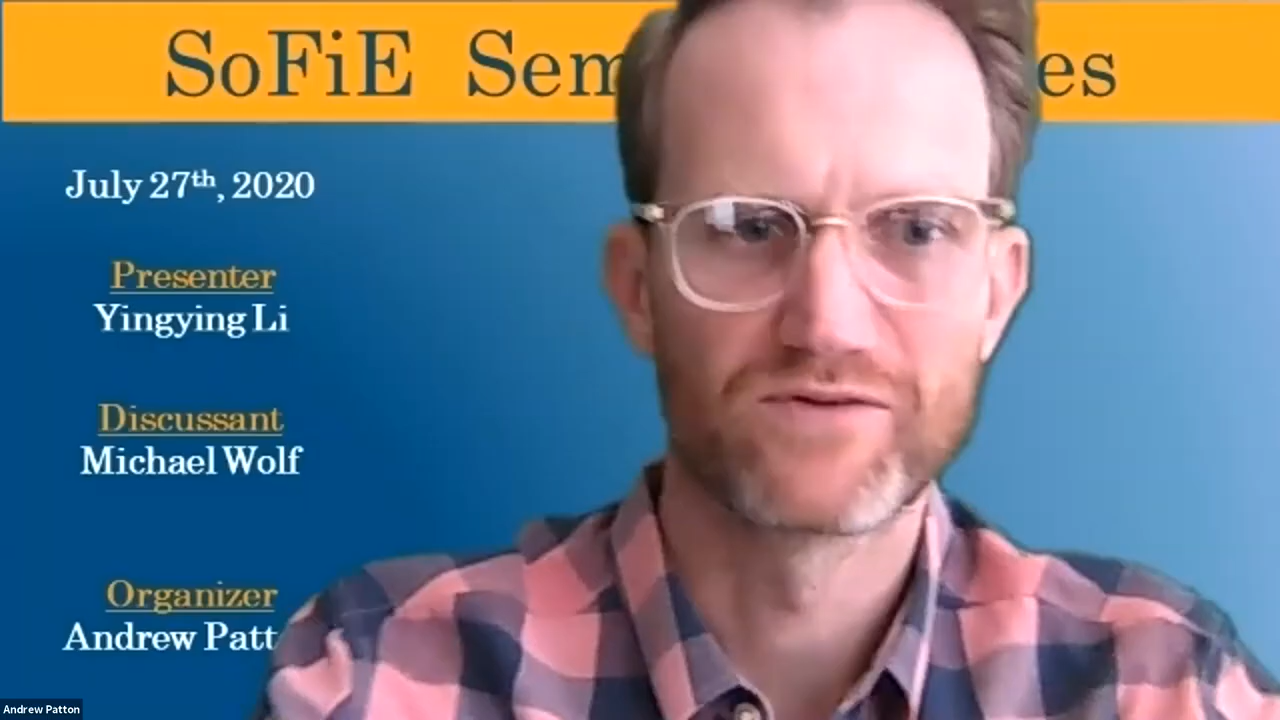 SoFiE Sem es
July 27th, 2020
Presenter
Yingying Li
Discussant
Michael Wolf
Organizer
Andrew Patt
Andrew Patton